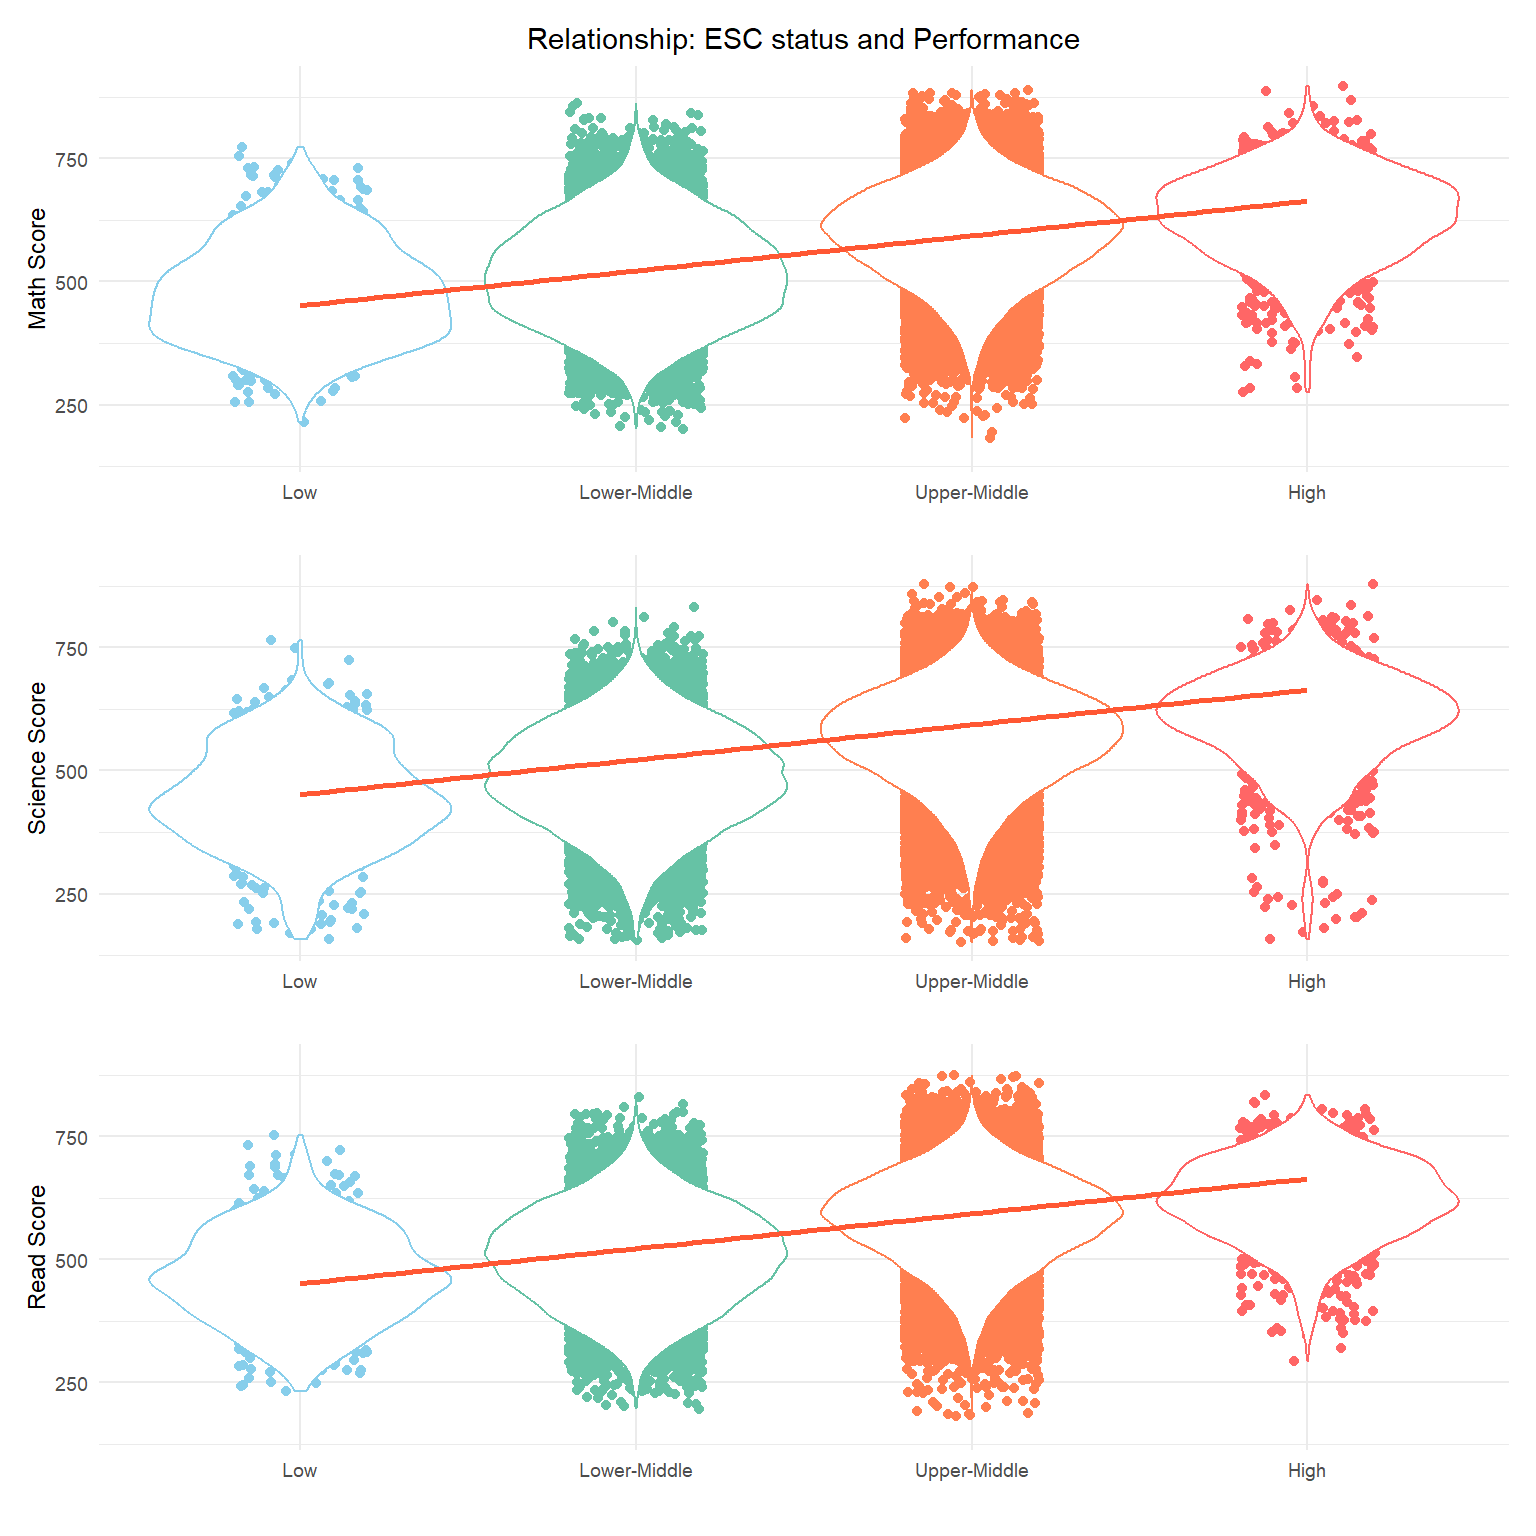 Relationship: ESC status and Performance
Math Score
750
500
250
Low Lower-Middle Upper-Middle High
Science Score
750
500
250
Low Lower-Middle Upper-Middle High
Read Score
750
500
250
Low Lower-Middle Upper-Middle High